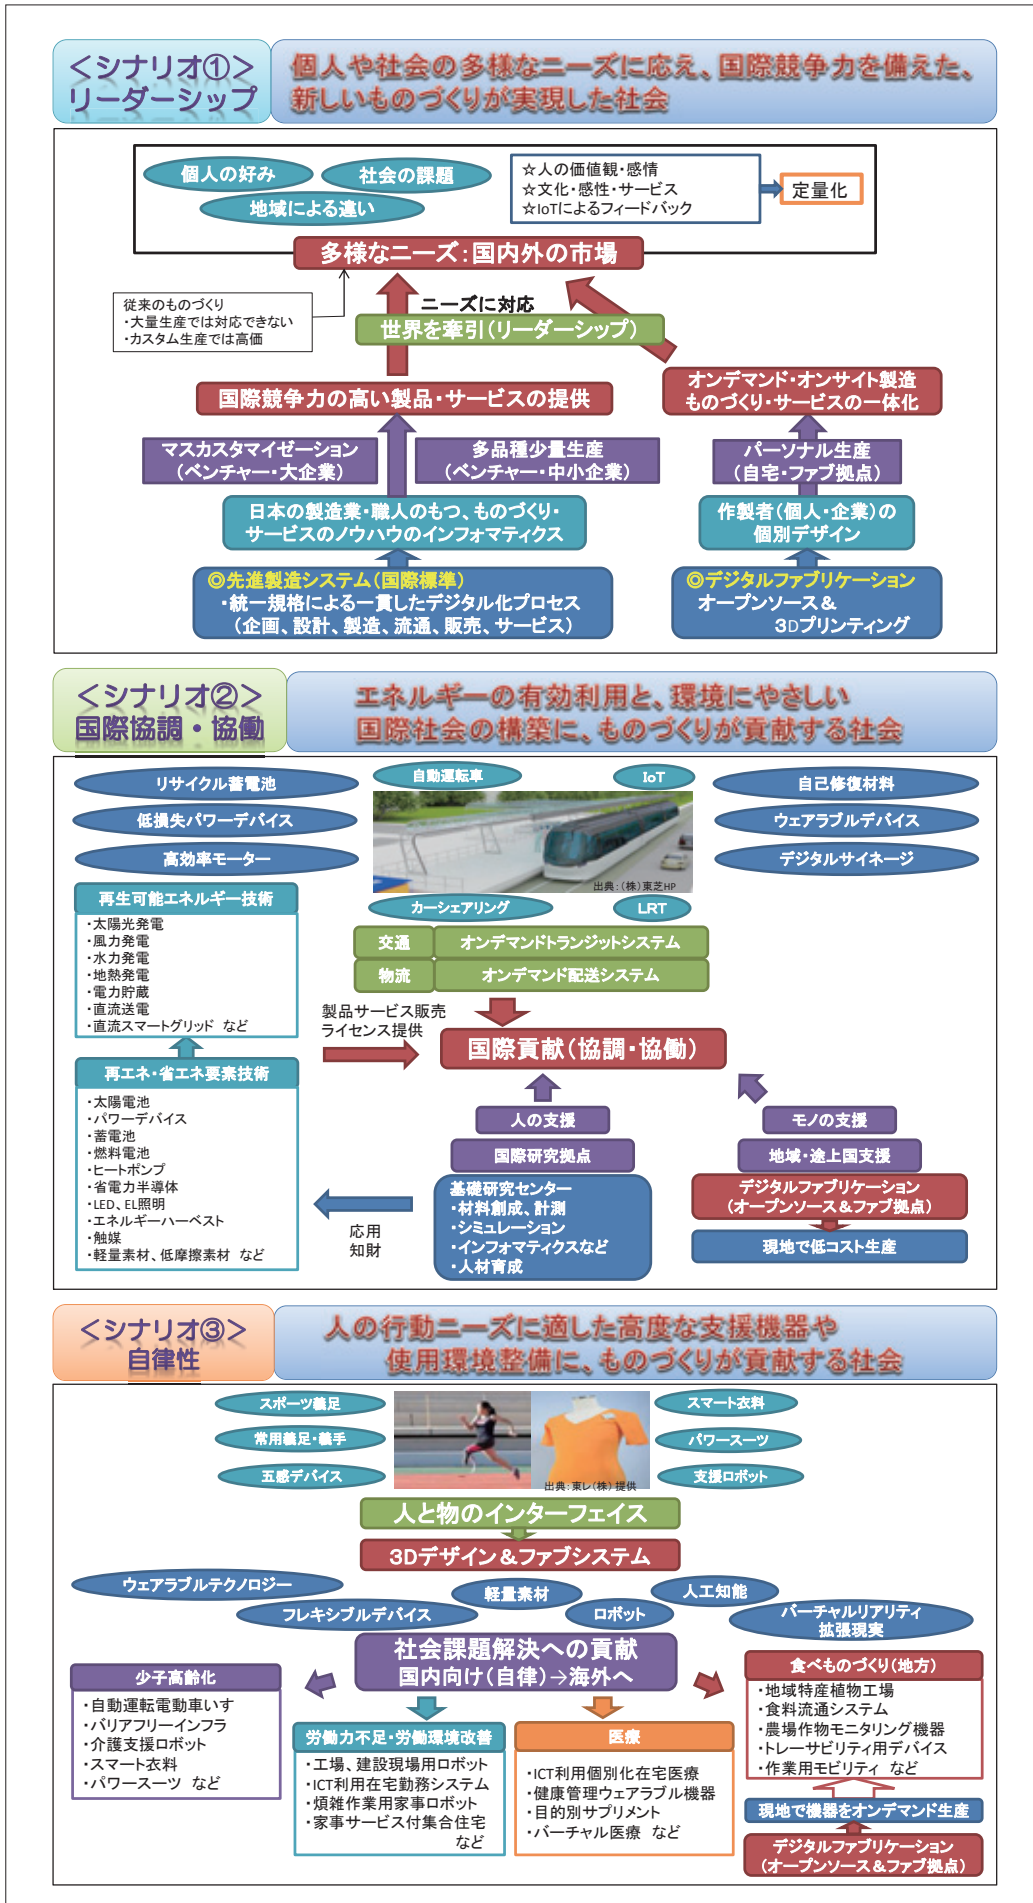 ＜シナリオ①＞
リーダーシップ
個人や社会の多様なニーズに応え、国際競争力を備えた、
新しいものづくりが実現した社会
個人の好み
社会の課題
地域による違い
☆人の価値観・感情
☆文化・感性・サービス
☆IoTによるフィードバック
定量化
多様なニーズ：国内外の市場
従来のものづくり
・大量生産では対応できない
・カスタム生産では高価
ニーズに対応
世界を牽引（リーダーシップ）
国際競争力の高い製品・サービスの提供
オンデマンド・オンサイト製造
ものづくり・サービスの一体化
マスカスタマイゼーション
（ベンチャー・大企業）
多品種少量生産
（ベンチャー・中小企業）
パーソナル生産
（自宅・ファブ拠点）
日本の製造業・職人のもつ、ものづくり・
サービスのノウハウのインフォマティクス
作製者（個人・企業）の
個別デザイン
◎先進製造システム（国際標準）
・統一規格による一貫したデジタル化プロセス
（企画、設計、製造、流通、販売、サービス）
◎デジタルファブリケーション
オープンソース＆
3Dプリンティング
＜シナリオ②＞
国際協調・協働
エネルギーの有効利用と、環境にやさしい
国際社会の構築に、ものづくりが貢献する社会
リサイクル蓄電池
低損失パワーデバイス
高効率モーター
自動運転車
IoT
自己修復材料
ウェアラブルデバイス
デジタルサイネージ
出典：（株）東芝HP
カーシェアリング
LRT
交通
オンデマンドトランジットシステム
物流
オンデマンド配送システム
再生可能エネルギー技術
・太陽光発電
・風力発電
・水力発電
・地熱発電
・電力貯蔵
・直流送電
・直流スマートグリッド など
製品サービス販売
ライセンス提供
国際貢献（協調・協働）
再エネ・省エネ要素技術
・太陽電池
・パワーデバイス
・蓄電池
・燃料電池
・ヒートポンプ
・省電力半導体
・LED、EL照明
・エネルギーハーベスト
・触媒
・軽量素材、低摩擦素材 など
応用
知財
人の支援
国際研究拠点
基礎研究センター
・材料創成、計測
・シミュレーション
・インフォマティクスなど
・人材育成
モノの支援
地域・途上国支援
デジタルファブリケーション
（オープンソース＆ファブ拠点）
現地で低コスト生産
＜シナリオ③＞
自律性
人の行動ニーズに適した高度な支援機器や
使用環境整備に、ものづくりが貢献する社会
スポーツ義足
常用義足・義手
五感デバイス
スマート衣料
パワースーツ
支援ロボット
出典：東レ（株）提供
人と物のインターフェイス
3Dデザイン＆ファブシステム
ウェアラブルテクノロジー
フレキシブルデバイス
軽量素材
ロボット
人工知能
バーチャルリアリティ
拡張現実
社会課題解決への貢献
国内向け（自律）→海外へ
少子高齢化
・自動運転電動車いす
・バリアフリーインフラ
・介護支援ロボット
・スマート衣料
・パワースーツ など
労働力不足・労働環境改善
・工場、建設現場用ロボット
・ICT利用在宅勤務システム
・煩雑作業用家事ロボット
・家事サービス付集合住宅
など
医療
・ICT利用個別化在宅医療
・健康管理ウェアラブル機器
・目的別サプリメント
・バーチャル医療 など
食べものづくり（地方）
・地域特産植物工場
・食料流通システム
・農場作物モニタリング機器
・トレーサビリティ用デバイス
・作業用モビリティ など
現地で機器をオンデマンド生産
デジタルファブリケーション
（オープンソース＆ファブ拠点）